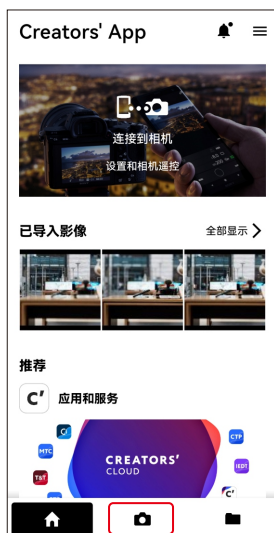 Creators' App
连接到相机
设置和相机遥控
已导入影像
全部显示
推荐
C'
应用和服务
C'
CTP
MTC
CREATORS'
CLOUD
IEDT
T&T
C'